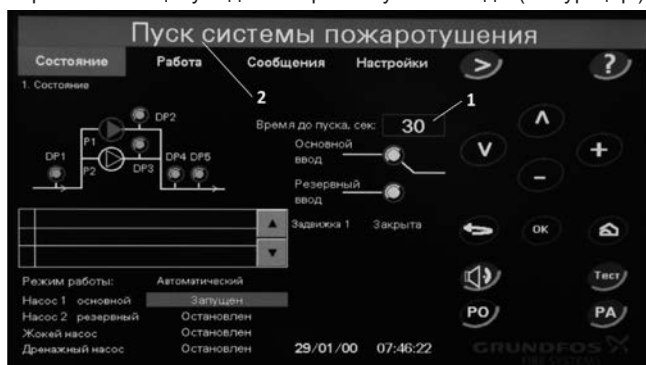 Пуск системы пожаротушения
Состояние Работа Сообщения Настройки > ?
1. Состояние
2
1
DP2
Время до пуска, сек: 30
P1
Основной
ввод
DP1 P2 DP3 DP4 DP5
Резервный
ввод
Задвижка 1 Закрыта
OK
Режим работы: Автоматический
Тест
Насос 1 основной Запущен
Насос 2 резервный Остановлен
PO PA
Жокей насос Остановлен
Дренажный насос Остановлен 29/01/00 07:46:22
GRUNDFOS
FIRE SYSTEMS